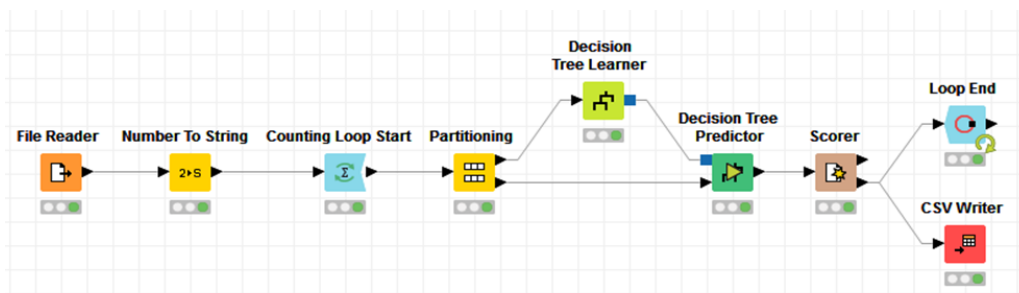 Decision
Tree Learner
Loop End
File Reader
Number To String
Counting Loop Start
Partitioning
Decision Tree
Predictor
Scorer
2▸S
Σ
CSV Writer